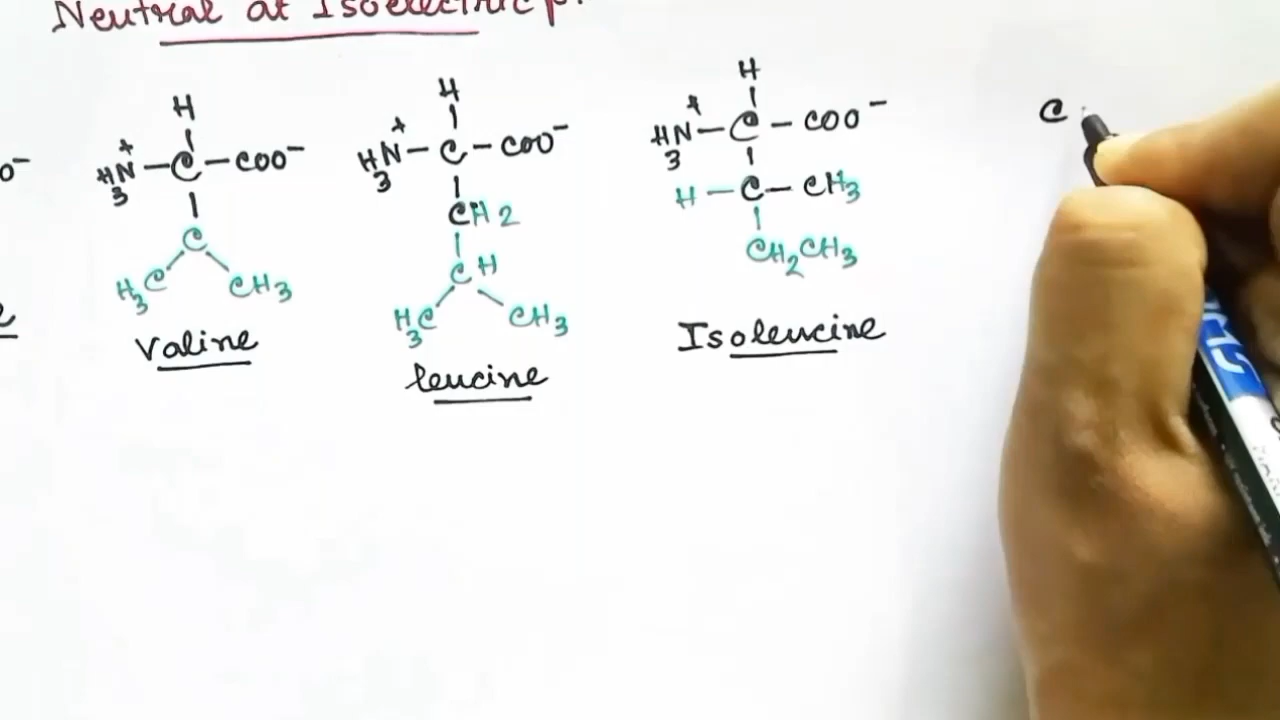 Neutral at Isoelectric p
H
H3N+ – C – COO–
C
H3C CH3
Valine
H
H3N+ – C – COO–
CH2
CH
H3C CH3
leucine
H
H3N+ – C – COO–
H – C – CH3
CH2CH3
Isoleucine
C